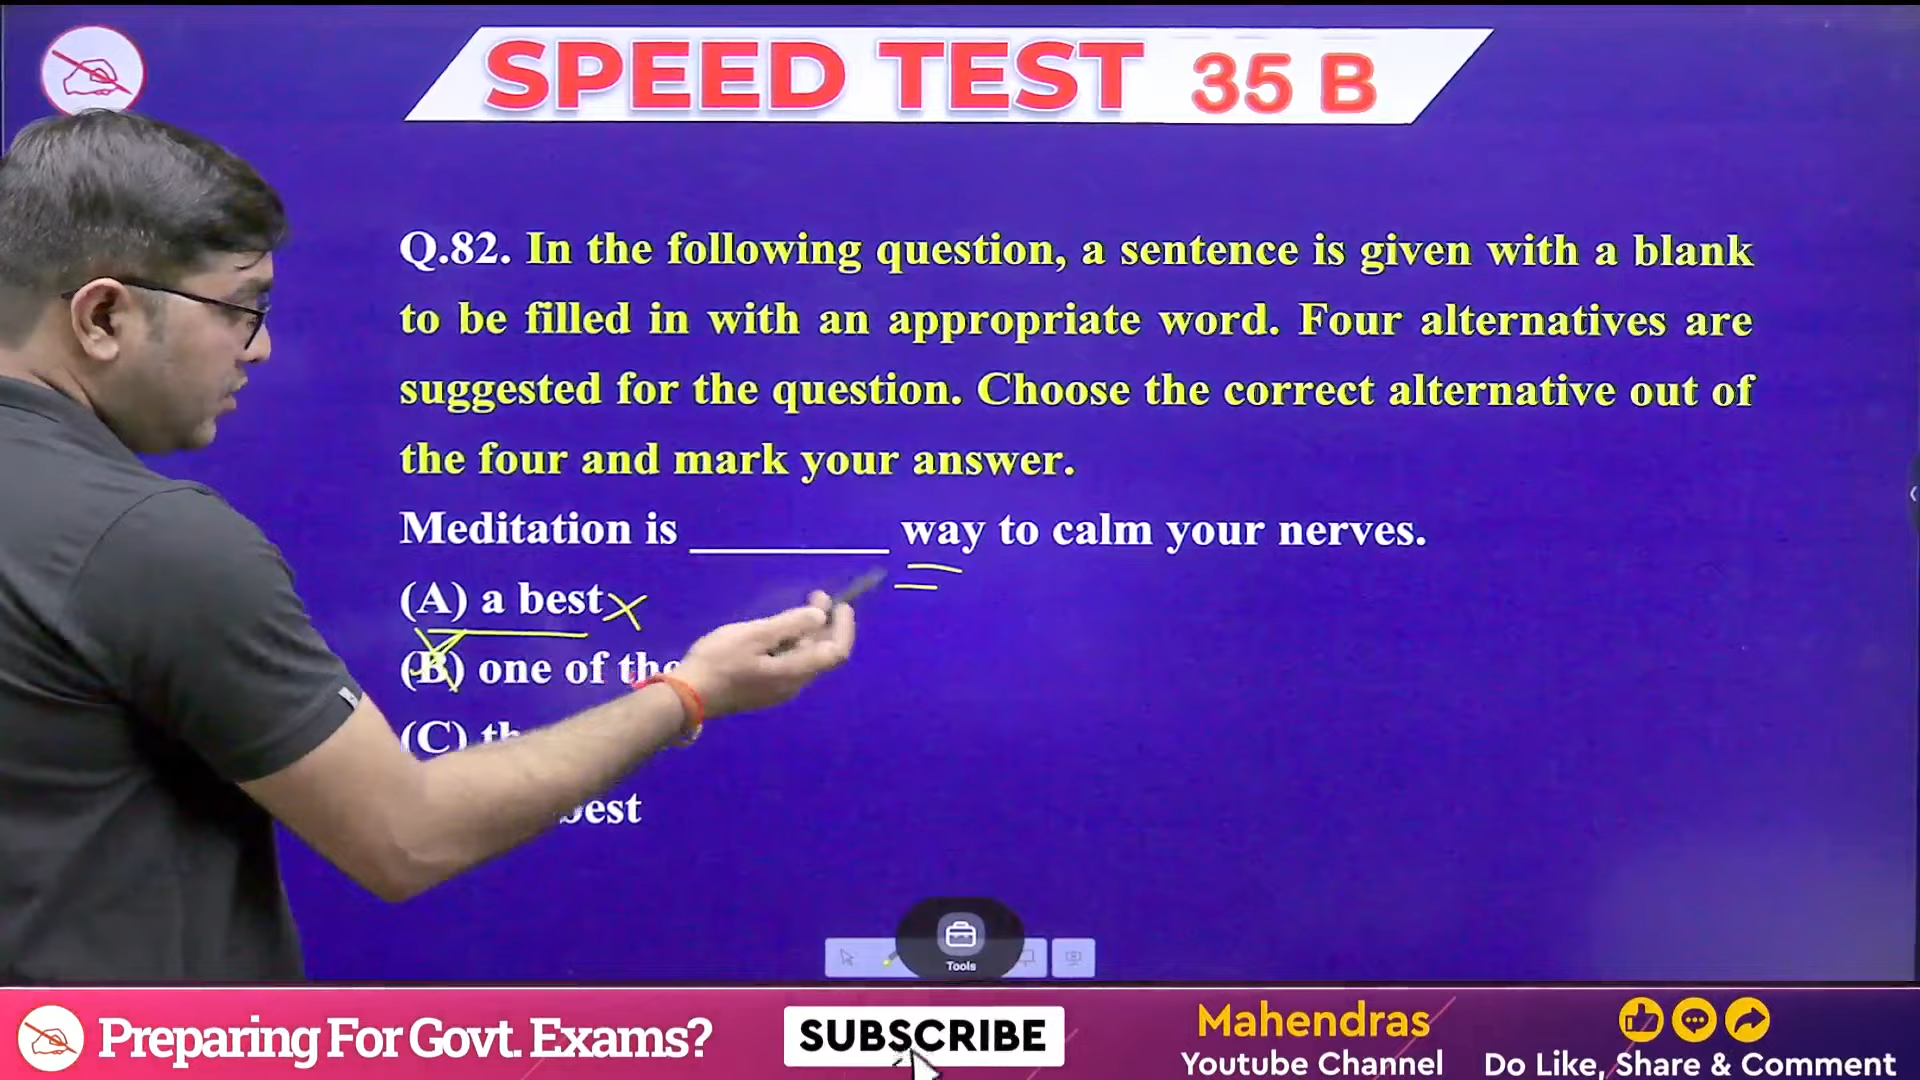 SPEED TEST 35 B
Q.82. In the following question, a sentence is given with a blank
to be filled in with an appropriate word. Four alternatives are
suggested for the question. Choose the correct alternative out of
the four and mark your answer.
Meditation is ________ way to calm your nerves.
(A) a best
(B) one of the
(C)
best
Tools
Preparing For Govt. Exams?
SUBSCRIBE
Mahendras
Youtube Channel
Do Like, Share & Comment